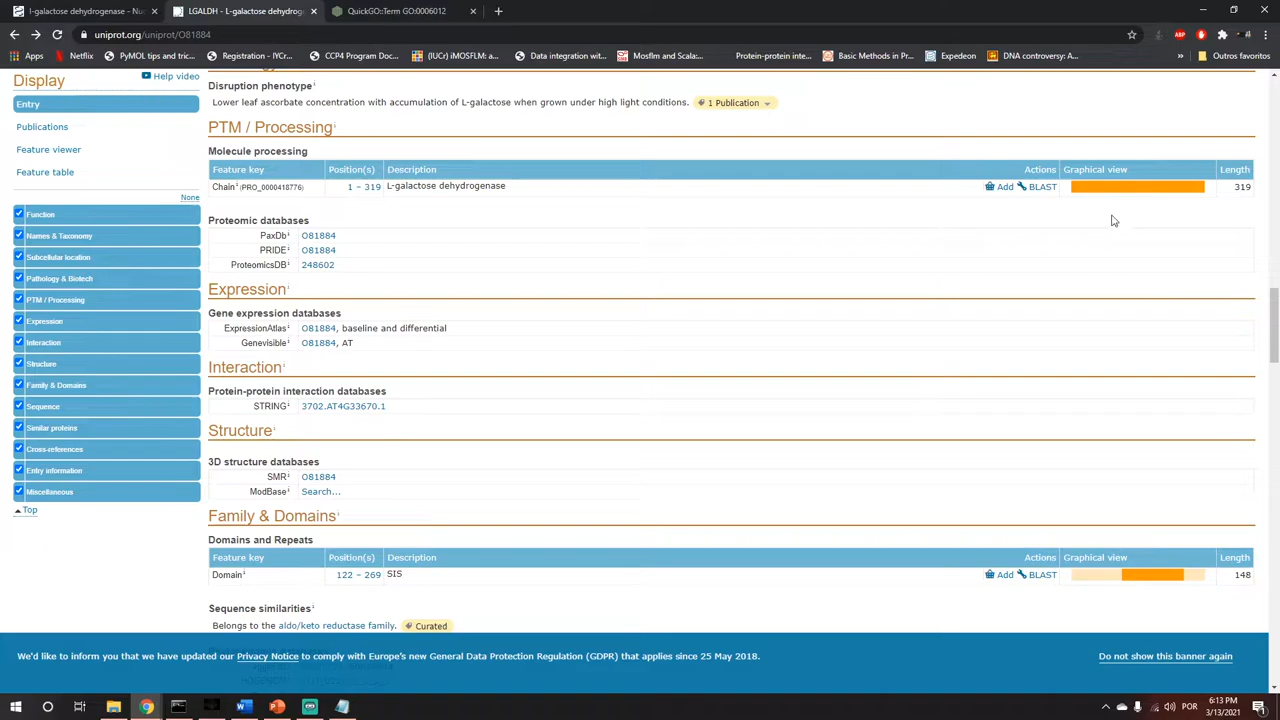 l-galactose dehydrogenase - Nu
LGALDH - L-galactose dehydrog
QuickGO::Term GO:0006012
uniprot.org/uniprot/O81884
Apps
Netflix
PyMOL tips and tric...
Registration - IYCr...
CCP4 Program Doc...
(IUCr) iMOSFLM:...
Data integration wit...
Mosflm and Scala:...
Protein-protein inte...
Basic Methods in Pr...
Expedeon
DNA controversy: A...
Outros favoritos
Display
Help video
Entry
Publications
Feature viewer
Feature table
None
Function
Names & Taxonomy
Subcellular location
Pathology & Biotech
PTM / Processing
Expression
Interaction
Structure
Family & Domains
Sequence
Similar proteins
Cross-references
Entry information
Miscellaneous
Top
Disruption phenotype
Lower leaf ascorbate concentration with accumulation of L-galactose when grown under high light conditions. 1 Publication
PTM / Processing
Molecule processing
Feature key Position(s) Description Actions Graphical view Length
Chain (PRO_0000418776) 1 – 319 L-galactose dehydrogenase Add BLAST 319
Proteomic databases
PaxDb O81884
PRIDE O81884
ProteomicsDB 248602
Expression
Gene expression databases
ExpressionAtlas O81884, baseline and differential
Genevisible O81884, AT
Interaction
Protein-protein interaction databases
STRING 3702.AT4G33670.1
Structure
3D structure databases
SMR O81884
ModBase Search...
Family & Domains
Domains and Repeats
Feature key Position(s) Description Actions Graphical view Length
Domain 122 – 269 SIS Add BLAST 148
Sequence similarities
Belongs to the aldo/keto reductase family. Curated
We'd like to inform you that we have updated our Privacy Notice to comply with Europe's new General Data Protection Regulation (GDPR) that applies since 25 May 2018.
Do not show this banner again
POR
6:13 PM
3/13/2021